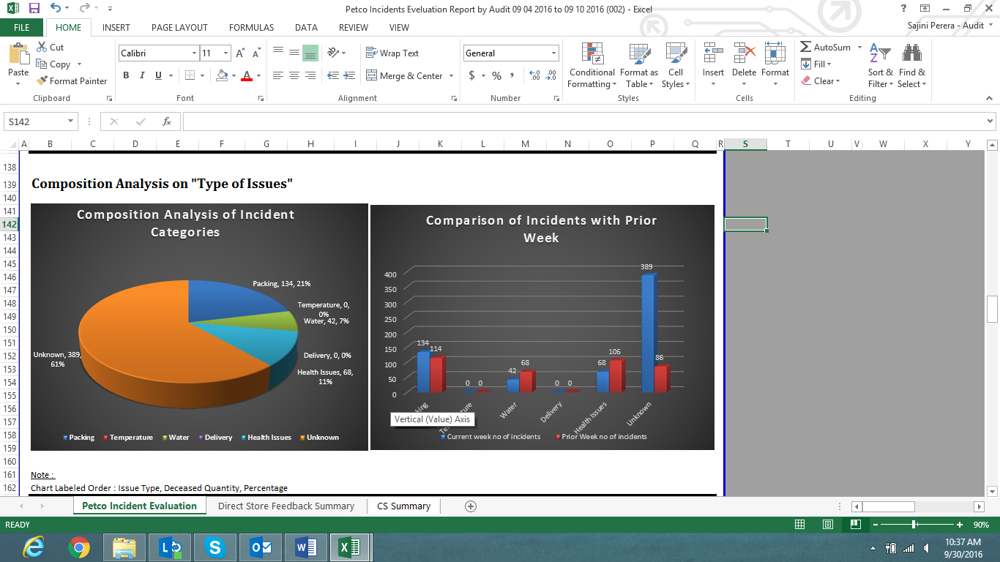 Petco Incidents Eveluation Report by Audit 09 04 2016 to 09 10 2016 (002) - Excel
FILE HOME INSERT PAGE LAYOUT FORMULAS DATA REVIEW VIEW Sajini Perera - Audit
Paste Cut Copy Format Painter
Calibri 11
B I U A
Wrap Text
Merge & Center
General
$ % ,
Conditional Formatting Format as Table Cell Styles
Insert Delete Format
AutoSum Fill Clear
Sort & Filter Find & Select
Clipboard Font Alignment Number Styles Cells Editing
S142 fx
A B C D E F G H I J K L M N O P Q R S T U V W X Y
138
139
140
141
142
143
144
145
146
147
148
149
150
151
152
153
154
155
156
157
158
159
160
161
162
Composition Analysis on "Type of Issues"
Composition Analysis of Incident
Categories
Packing, 134, 21%
Temperature, 0,
0%
Water, 42, 7%
Delivery, 0, 0%
Health Issues, 68,
11%
Unknown, 389,
61%
Packing Temperature Water Delivery Health Issues Unknown
Comparison of Incidents with Prior
Week
400
350
300
250
200
150
100
50
0
134 114 0 0 42 68 0 0 68 106 389 86
Water Delivery Health Issues Unknown
Vertical (Value) Axis
Current week no of incidents Prior Week no of incidents
Note :
Chart Labeled Order : Issue Type, Deceased Quantity, Percentage
Petco Incident Evaluation Direct Store Feedback Summary CS Summary
READY 90%
10:37 AM
9/30/2016